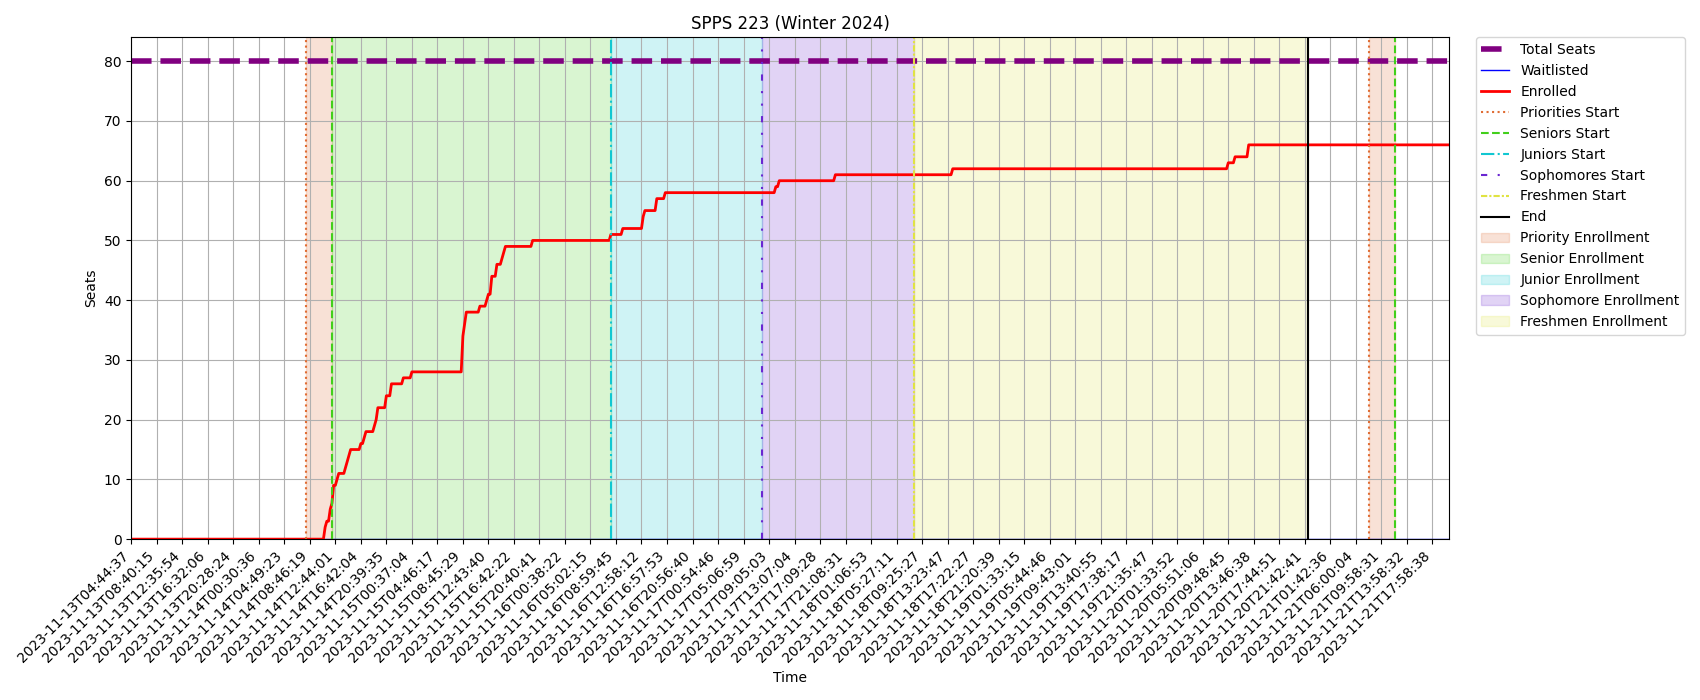 SPPS 223 (Winter 2024)
Seats
80
70
60
50
40
30
20
10
0
2023-11-13T04:44:37
2023-11-13T08:40:15
2023-11-13T12:35:54
2023-11-13T16:32:06
2023-11-13T20:28:24
2023-11-14T00:30:36
2023-11-14T04:49:23
2023-11-14T08:46:19
2023-11-14T12:44:01
2023-11-14T16:42:04
2023-11-14T20:39:35
2023-11-15T00:37:04
2023-11-15T04:46:17
2023-11-15T08:45:29
2023-11-15T12:43:40
2023-11-15T16:42:22
2023-11-15T20:40:41
2023-11-16T00:38:22
2023-11-16T05:02:15
2023-11-16T08:59:45
2023-11-16T12:58:12
2023-11-16T16:57:53
2023-11-16T20:56:40
2023-11-17T00:54:46
2023-11-17T05:06:59
2023-11-17T09:05:03
2023-11-17T13:07:04
2023-11-17T17:09:28
2023-11-17T21:08:31
2023-11-18T01:06:53
2023-11-18T05:27:11
2023-11-18T09:25:27
2023-11-18T13:23:47
2023-11-18T17:22:27
2023-11-18T21:20:39
2023-11-19T01:33:15
2023-11-19T05:44:46
2023-11-19T09:43:01
2023-11-19T13:40:55
2023-11-19T17:38:17
2023-11-19T21:35:47
2023-11-20T01:33:52
2023-11-20T05:51:06
2023-11-20T09:48:45
2023-11-20T13:46:38
2023-11-20T17:44:51
2023-11-20T21:42:41
2023-11-21T01:42:36
2023-11-21T06:00:04
2023-11-21T09:58:31
2023-11-21T13:58:32
2023-11-21T17:58:38
Time
Total Seats
Waitlisted
Enrolled
Priorities Start
Seniors Start
Juniors Start
Sophomores Start
Freshmen Start
End
Priority Enrollment
Senior Enrollment
Junior Enrollment
Sophomore Enrollment
Freshmen Enrollment